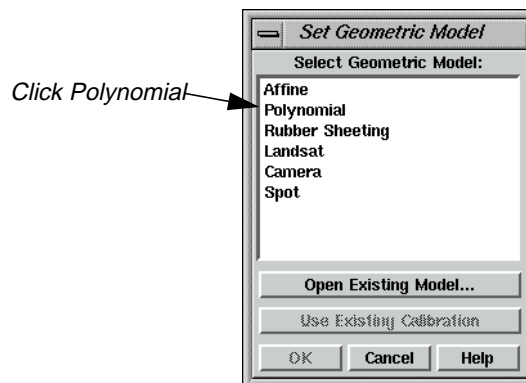 Set Geometric Model
Select Geometric Model:
Click Polynomial
Affine
Polynomial
Rubber Sheeting
Landsat
Camera
Spot
Open Existing Model...
Use Existing Calibration
OK Cancel Help